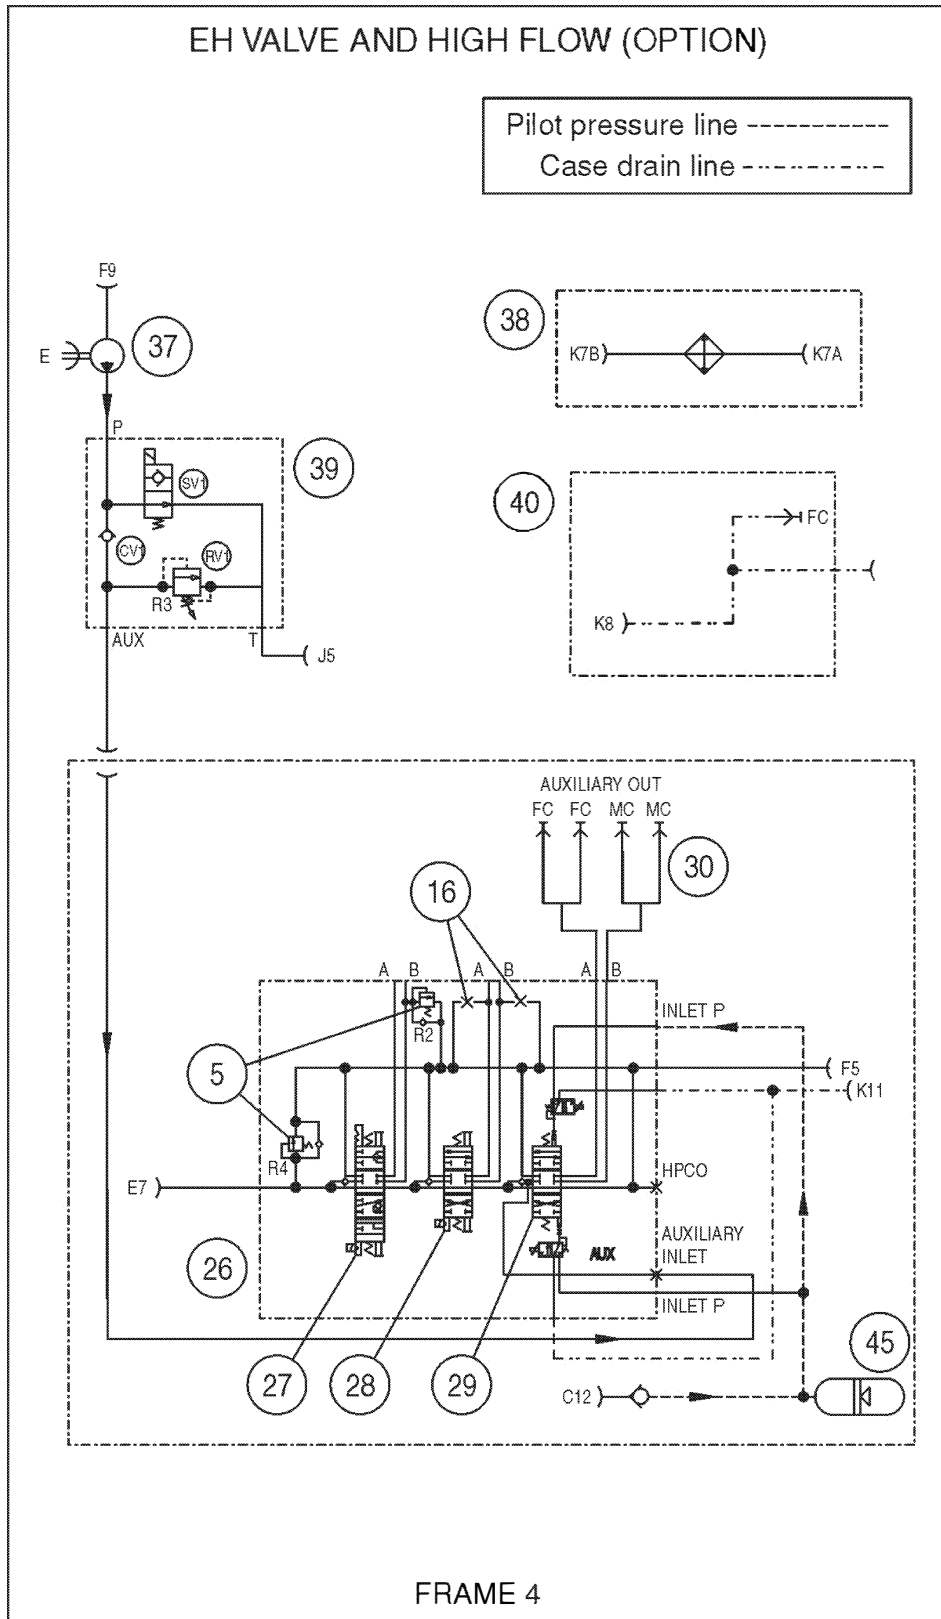 EH VALVE AND HIGH FLOW (OPTION)
Pilot pressure line
Case drain line
F9
E
37
P
39
SV1
CV1
RV1
R3
AUX
T
J5
38
K7B
K7A
40
FC
K8
AUXILIARY OUT
FC FC MC MC
30
16
A B
A B
A B
INLET P
R2
5
F5
K11
R4
E7
HPCO
AUXILIARY
INLET
AUX
26
INLET P
45
27
28
29
C12
FRAME 4